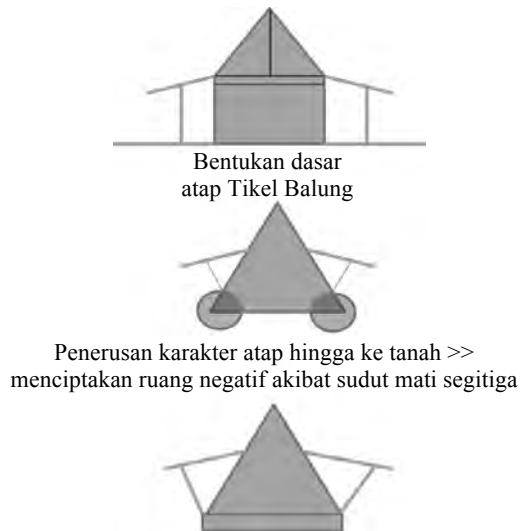 Bentukan dasar
atap Tikel Balung
Penerusan karakter atap hingga ke tanah >>
menciptakan ruang negatif akibat sudut mati segitiga